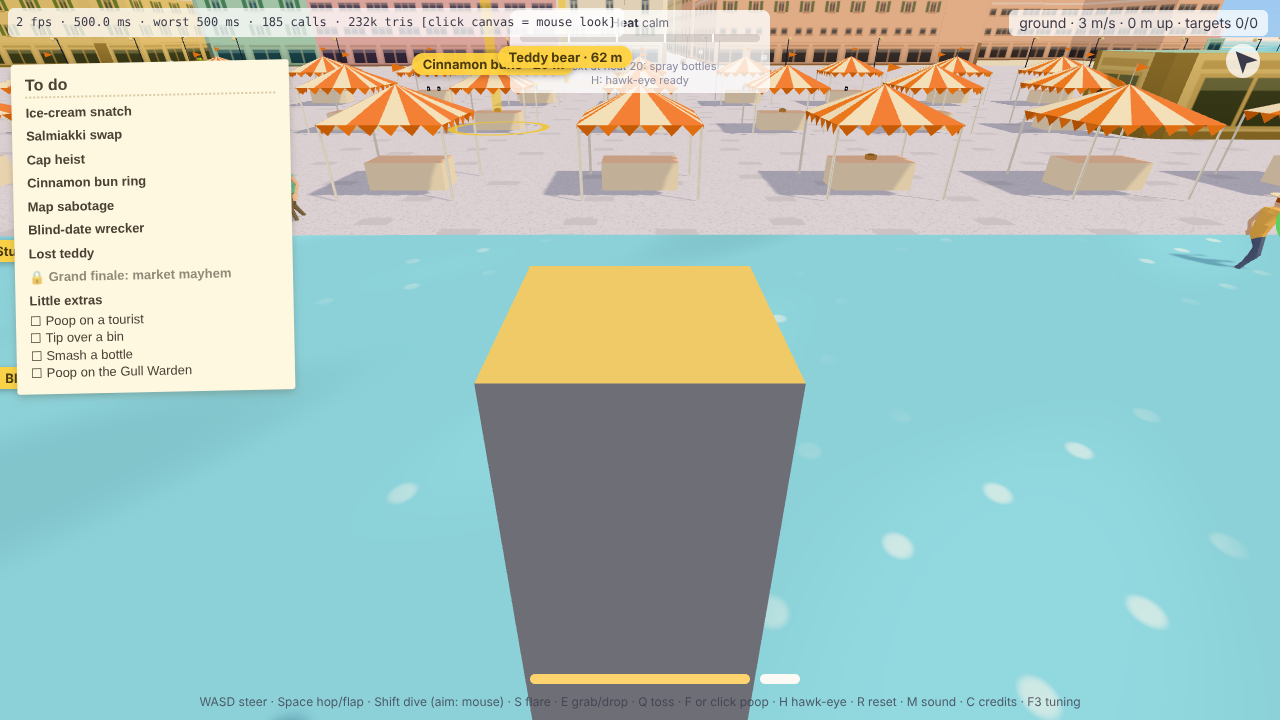 2 fps · 500.0 ms · worst 500 ms · 185 calls · 232k tris [click canvas = mouse look]
calm
ground · 3 m/s · 0 m up · targets 0/0
Teddy bear · 62 m
Cinnamon
20: spray bottles
H: hawk-eye ready
To do
Ice-cream snatch
Salmiakki swap
Cap heist
Cinnamon bun ring
Map sabotage
Blind-date wrecker
Lost teddy
🔒 Grand finale: market mayhem
Little extras
☐ Poop on a tourist
☐ Tip over a bin
☐ Smash a bottle
☐ Poop on the Gull Warden
WASD steer · Space hop/flap · Shift dive (aim: mouse) · S flare · E grab/drop · Q toss · F or click poop · H hawk-eye · R reset · M sound · C credits · F3 tuning